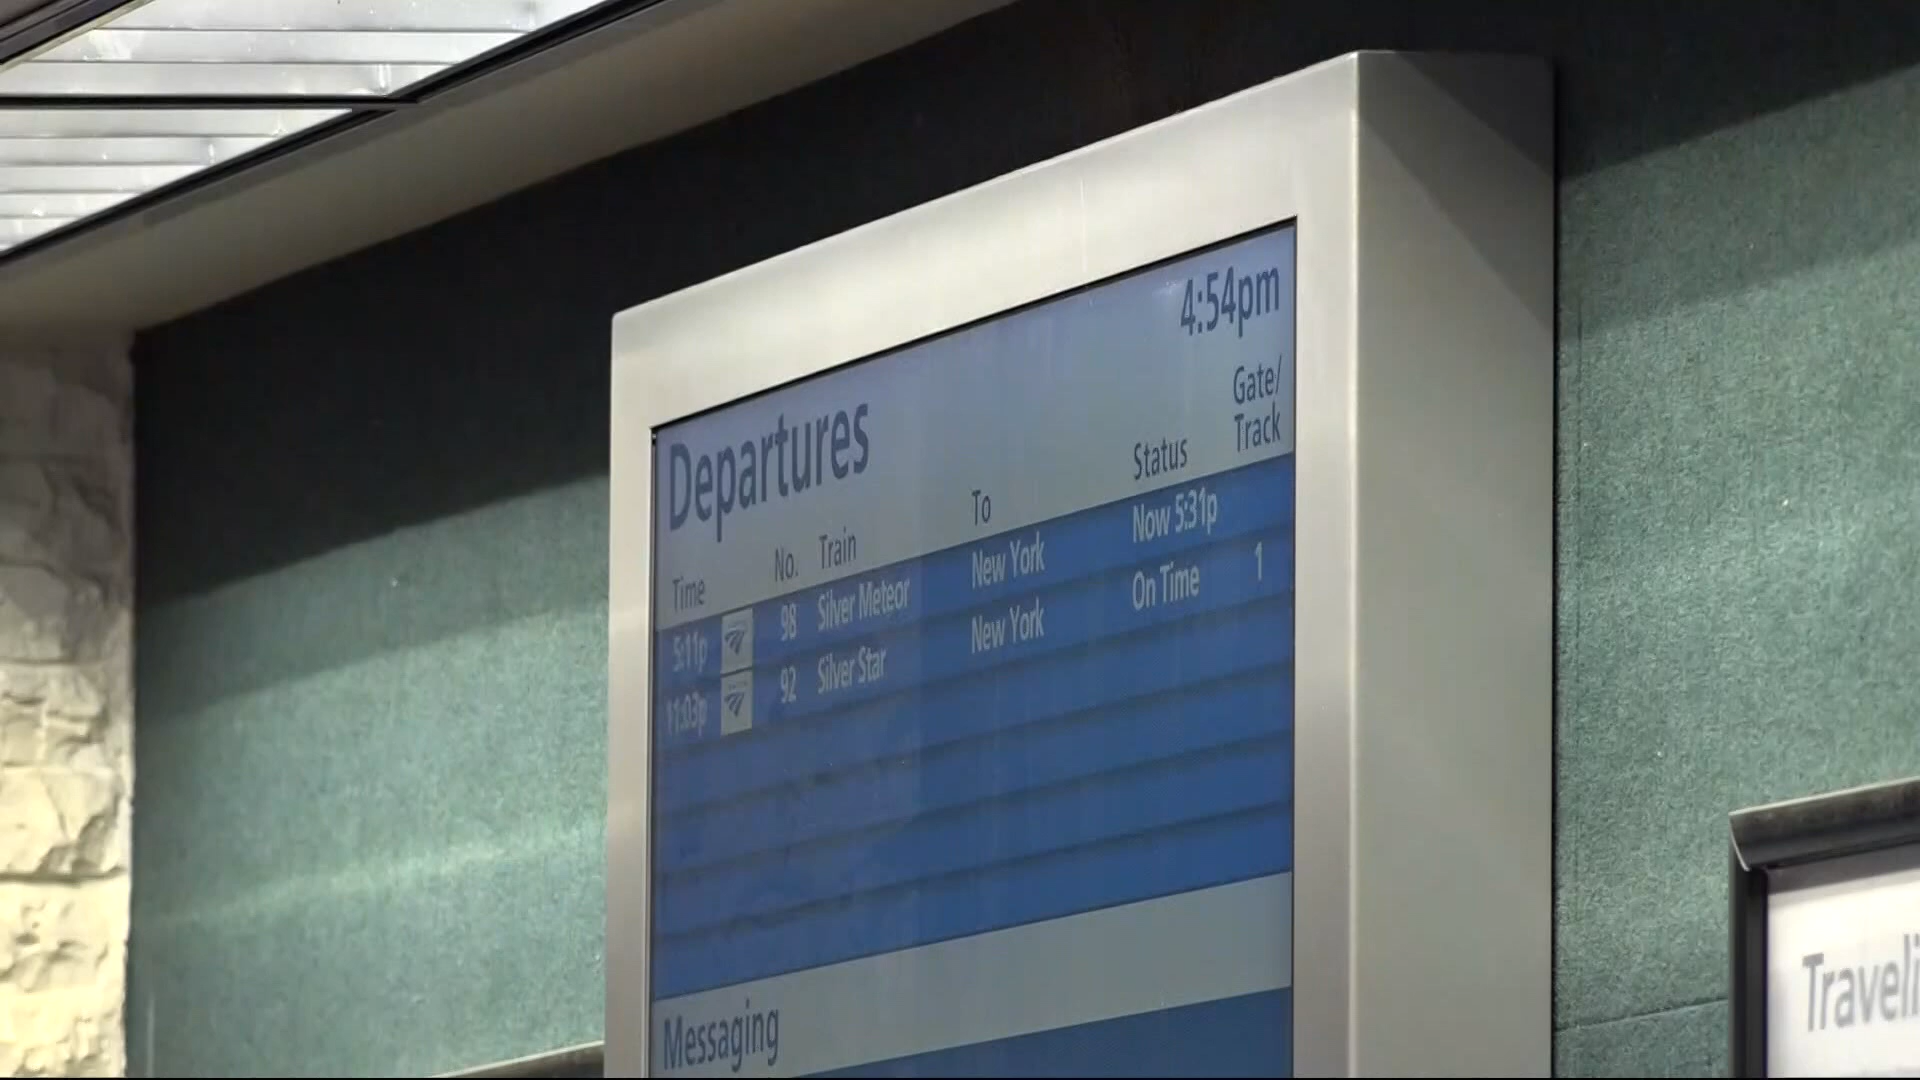 4:54pm
Departures
Time No. Train To Status Gate/
Track
5:11p 98 Silver Meteor New York Now 5:31p
11:03p 92 Silver Star New York On Time 1
Messaging
Traveli